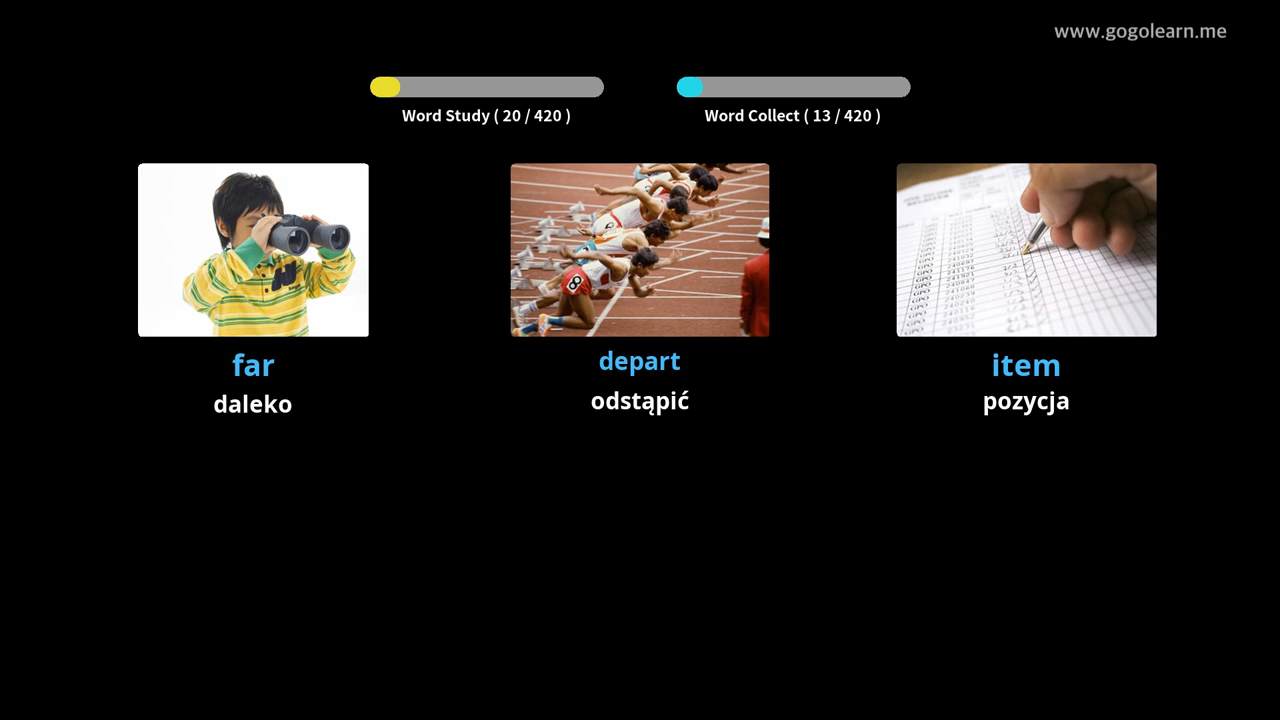 www.gogolearn.me
Word Study ( 20 / 420 )
Word Collect ( 13 / 420 )
far
depart
item
daleko
odstąpić
pozycja